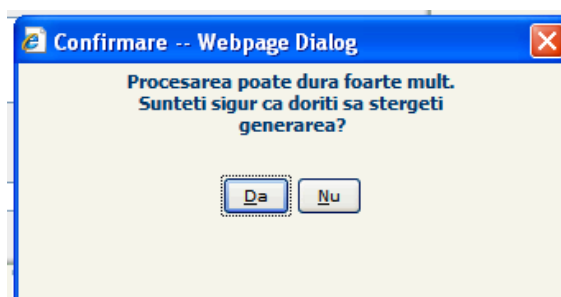 Confirmare -- Webpage Dialog
Procesarea poate dura foarte mult.
Sunteti sigur ca doriti sa stergeti
generarea?
Da Nu